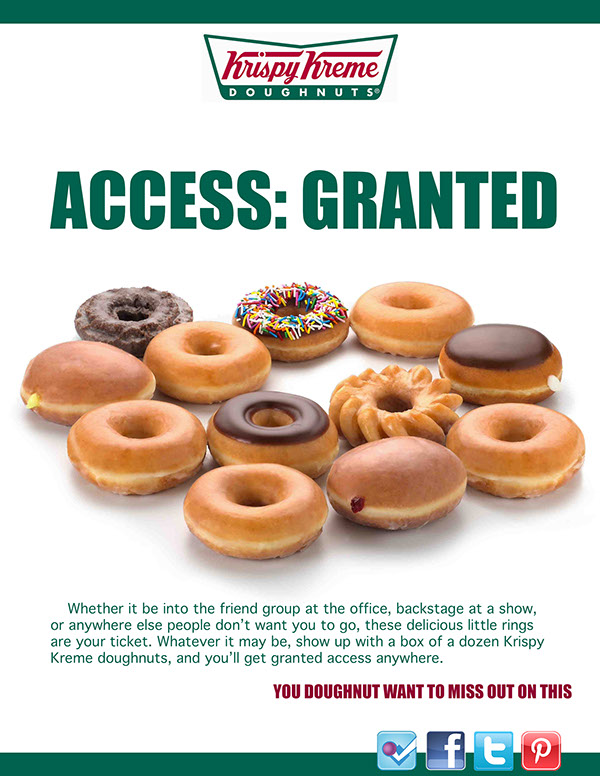 Krispy Kreme
DOUGHNUTS®
ACCESS: GRANTED
Whether it be into the friend group at the office, backstage at a show,
or anywhere else people don't want you to go, these delicious little rings
are your ticket. Whatever it may be, show up with a box of a dozen Krispy
Kreme doughnuts, and you'll get granted access anywhere.
YOU DOUGHNUT WANT TO MISS OUT ON THIS